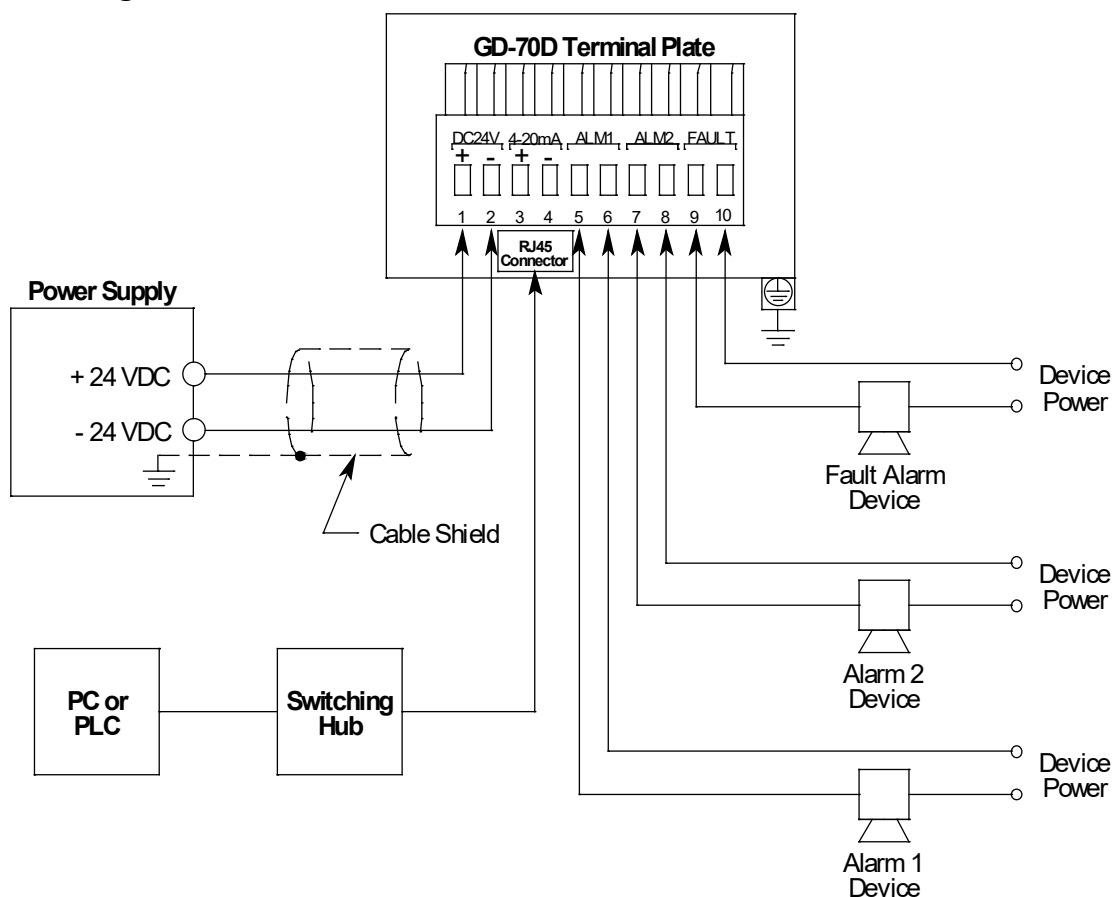 GD-70D Terminal Plate
DC24V 4-20mA ALM1 ALM2 FAULT
+ - + -
1 2 3 4 5 6 7 8 9 10
RJ45
Connector
Power Supply
+ 24 VDC
- 24 VDC
Cable Shield
Device
Power
Fault Alarm
Device
Device
Power
Alarm 2
Device
PC or
PLC
Switching
Hub
Device
Power
Alarm 1
Device